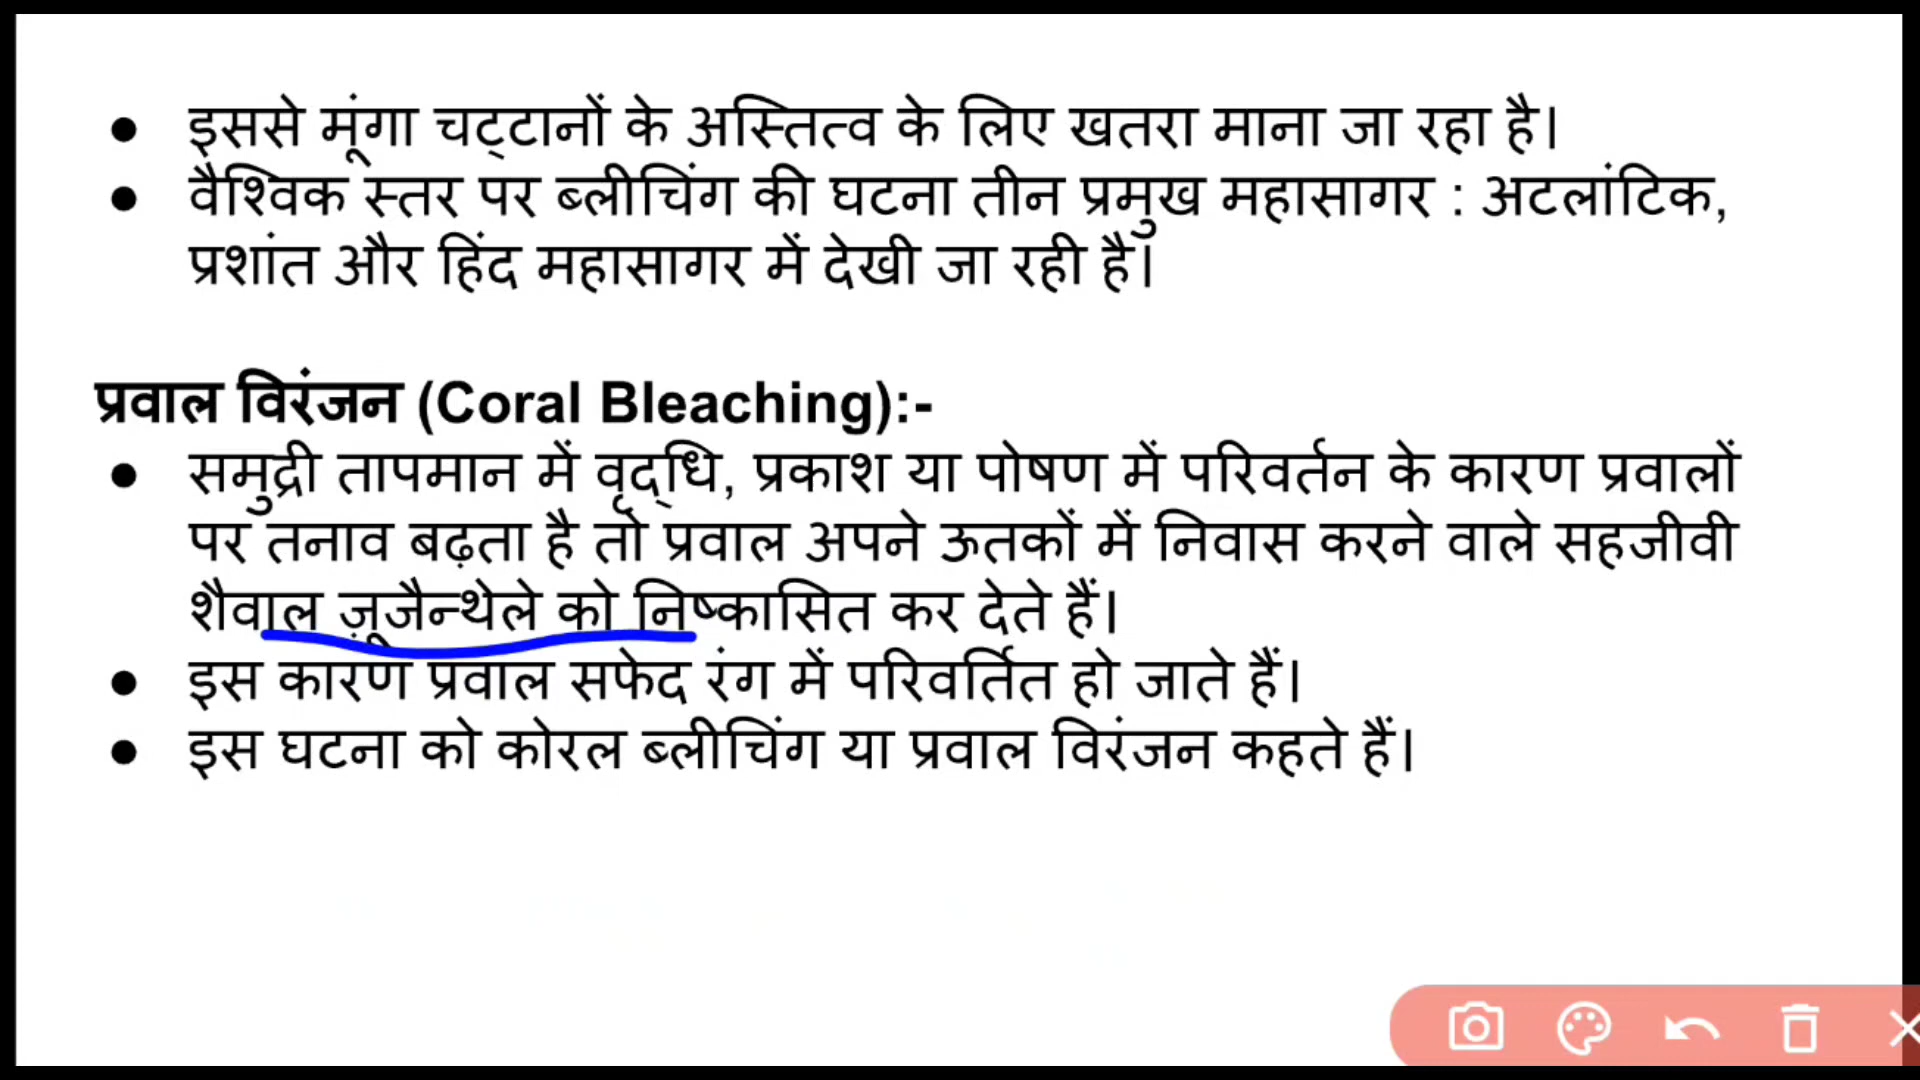 ● इससे मूंगा चट्टानों के अस्तित्व के लिए खतरा माना जा रहा है।
● वैश्विक स्तर पर ब्लीचिंग की घटना तीन प्रमुख महासागर : अटलांटिक,
प्रशांत और हिंद महासागर में देखी जा रही है।
प्रवाल विरंजन (Coral Bleaching):-
● समुद्री तापमान में वृद्धि, प्रकाश या पोषण में परिवर्तन के कारण प्रवालों
पर तनाव बढ़ता है तो प्रवाल अपने ऊतकों में निवास करने वाले सहजीवी
शैवाल ज़ूजैन्थेले को निष्कासित कर देते हैं।
● इस कारण प्रवाल सफेद रंग में परिवर्तित हो जाते हैं।
● इस घटना को कोरल ब्लीचिंग या प्रवाल विरंजन कहते हैं।